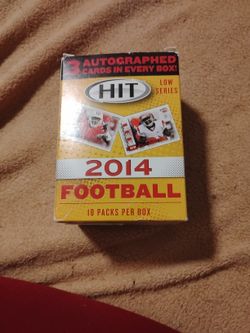 3 AUTOGRAPHED
CARDS IN EVERY BOX!
HIT
LOW
SERIES
2014
FOOTBALL
10 PACKS PER BOX